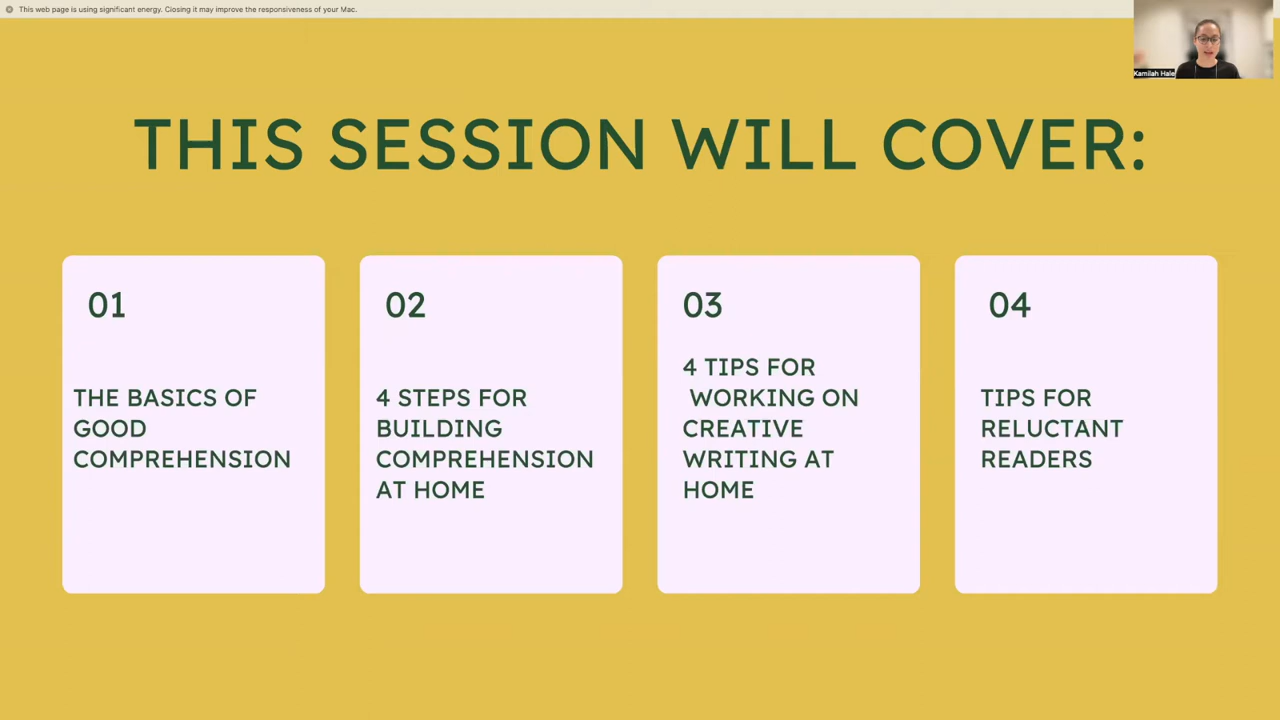 This web page is using significant energy. Closing it may improve the responsiveness of your Mac.
Kamilah Hale
THIS SESSION WILL COVER:
01
THE BASICS OF
GOOD
COMPREHENSION
02
4 STEPS FOR
BUILDING
COMPREHENSION
AT HOME
03
4 TIPS FOR
WORKING ON
CREATIVE
WRITING AT
HOME
04
TIPS FOR
RELUCTANT
READERS